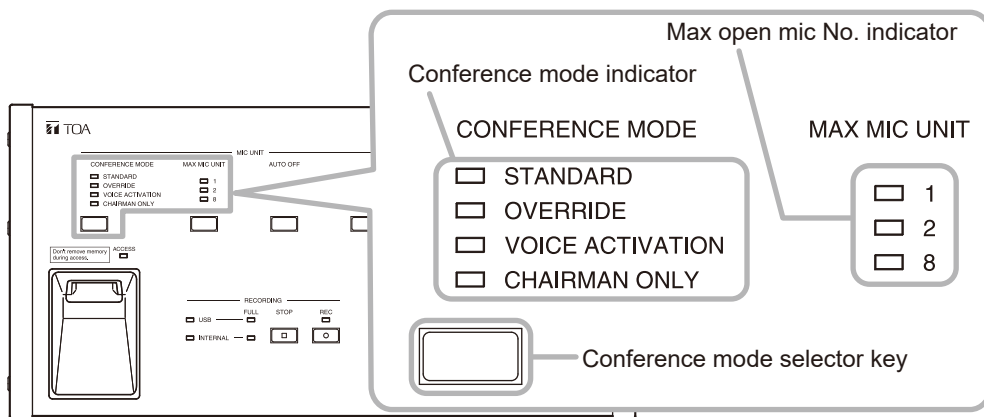 Max open mic No. indicator
Conference mode indicator
CONFERENCE MODE
STANDARD
OVERRIDE
VOICE ACTIVATION
CHAIRMAN ONLY
MAX MIC UNIT
1
2
8
Conference mode selector key
TOA
MIC UNIT
CONFERENCE MODE
STANDARD
OVERRIDE
VOICE ACTIVATION
CHAIRMAN ONLY
MAX MIC UNIT
1
2
8
AUTO OFF
Don't remove memory
during access.
ACCESS
RECORDING
FULL STOP REC
USB
INTERNAL